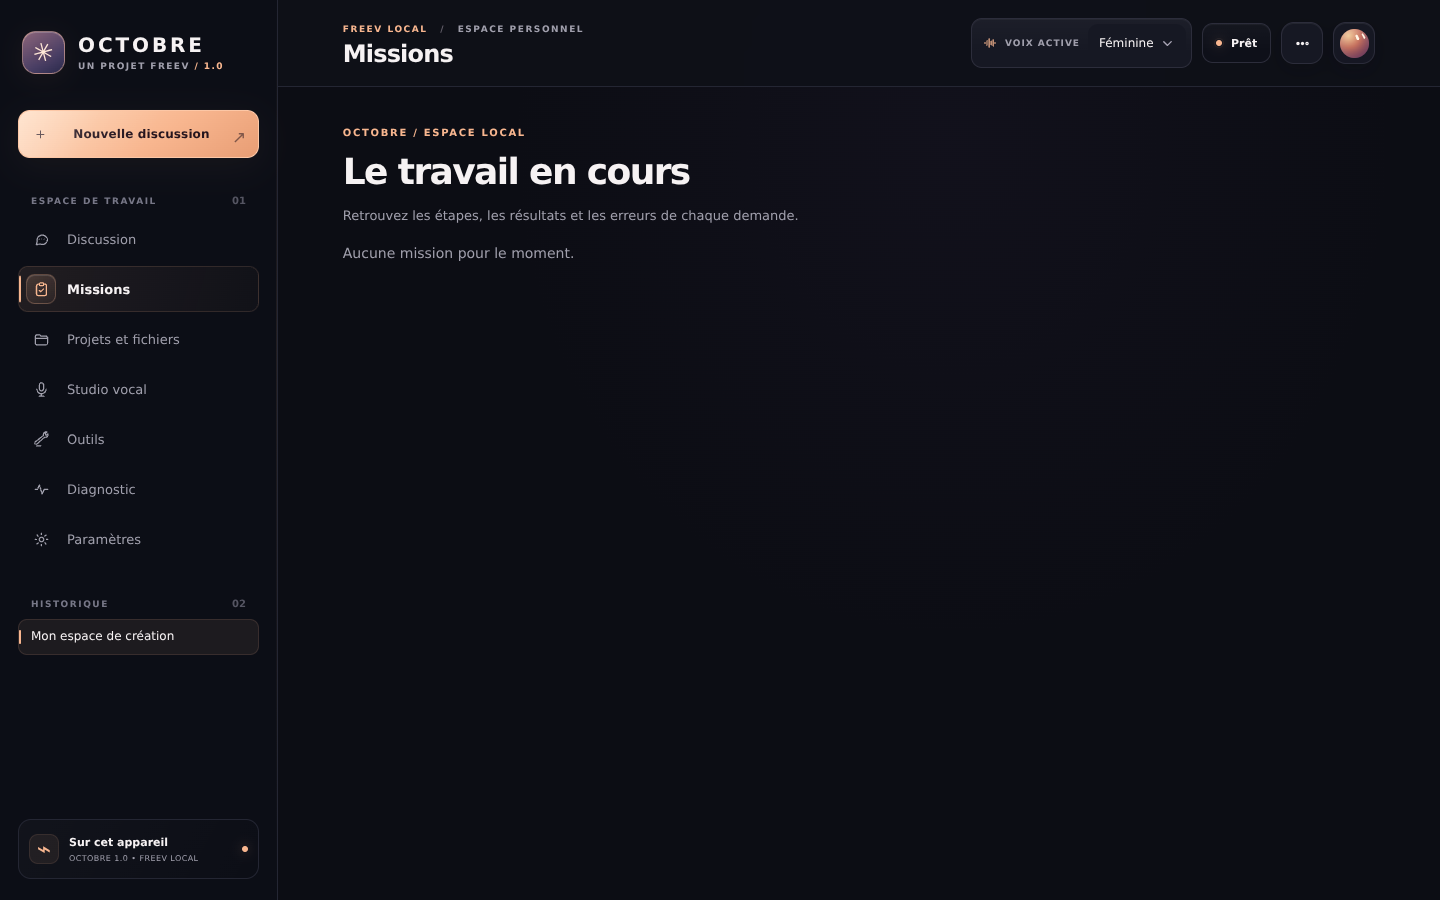 OCTOBRE
UN PROJET FREEV / 1.0
+ Nouvelle discussion ↗
ESPACE DE TRAVAIL 01
Discussion
Missions
Projets et fichiers
Studio vocal
Outils
Diagnostic
Paramètres
HISTORIQUE 02
Mon espace de création
Sur cet appareil
OCTOBRE 1.0 • FREEV LOCAL
FREEV LOCAL / ESPACE PERSONNEL
Missions
VOIX ACTIVE Féminine
Prêt
OCTOBRE / ESPACE LOCAL
Le travail en cours
Retrouvez les étapes, les résultats et les erreurs de chaque demande.
Aucune mission pour le moment.